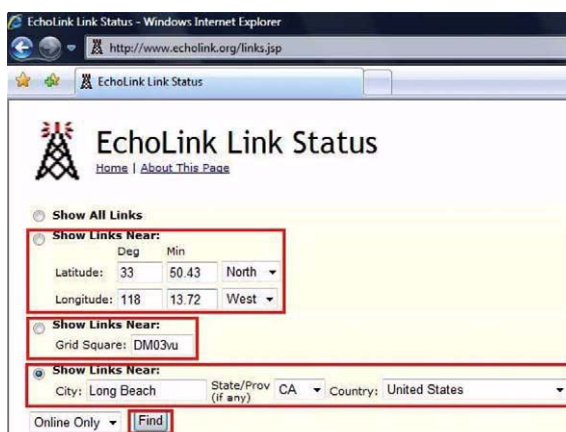 EchoLink Link Status - Windows Internet Explorer
http://www.echolink.org/links.jsp
EchoLink Link Status
EchoLink Link Status
Home | About This Page
Show All Links
Show Links Near:
Deg Min
Latitude: 33 50.43 North
Longitude: 118 13.72 West
Show Links Near:
Grid Square: DM03vu
Show Links Near:
City: Long Beach State/Prov (if any) CA Country: United States
Online Only Find